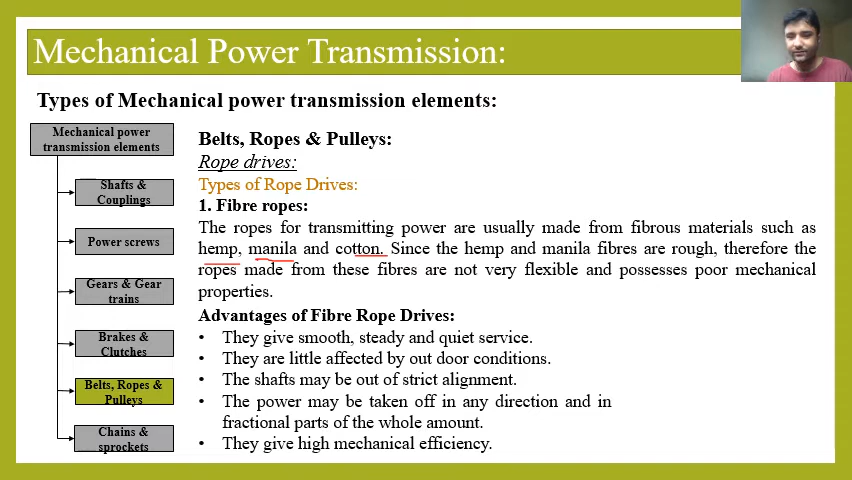 Mechanical Power Transmission:
Types of Mechanical power transmission elements:
Mechanical power
transmission elements
Shafts &
Couplings
Power screws
Gears & Gear
trains
Brakes &
Clutches
Belts, Ropes &
Pulleys
Chains &
sprockets
Belts, Ropes & Pulleys:
Rope drives:
Types of Rope Drives:
1. Fibre ropes:
The ropes for transmitting power are usually made from fibrous materials such as
hemp, manila and cotton. Since the hemp and manila fibres are rough, therefore the
ropes made from these fibres are not very flexible and possesses poor mechanical
properties.
Advantages of Fibre Rope Drives:
• They give smooth, steady and quiet service.
• They are little affected by out door conditions.
• The shafts may be out of strict alignment.
• The power may be taken off in any direction and in
fractional parts of the whole amount.
• They give high mechanical efficiency.